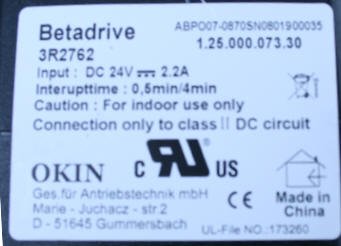 Betadrive ABPO07-0870SN0801900035
3R2762 1.25.000.073.30
Input : DC 24V ⎓ 2.2A
Interupttime : 0,5min/4min
Caution : For indoor use only
Connection only to class II DC circuit
OKIN C RU US
Ges.für Antriebstechnik mbH CE Made in
Marie - Juchacz - str.2 China
D - 51645 Gummersbach UL-File NO.:173260